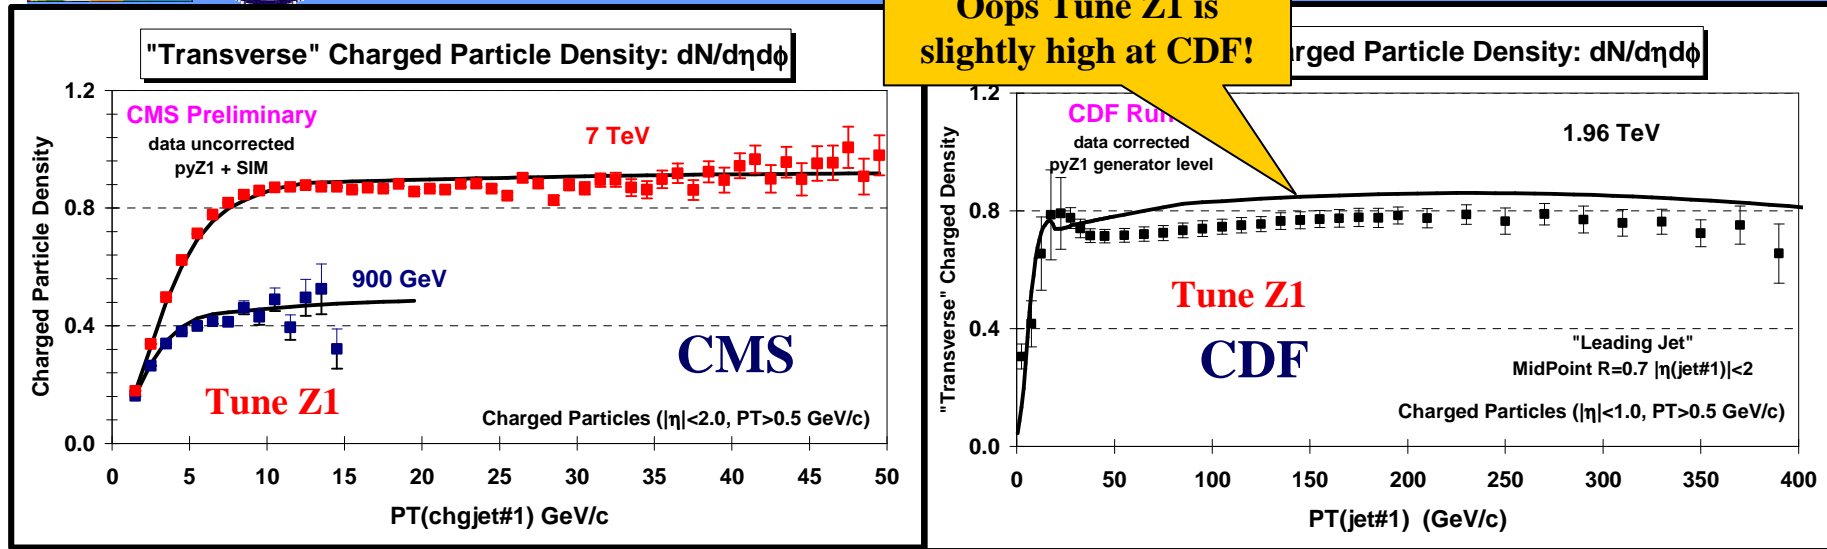 Oops Tune Z1 is
slightly high at CDF!
"Transverse" Charged Particle Density: dN/dηdϕ
Charged Particle Density
1.2
0.8
0.4
0.0
CMS Preliminary
data uncorrected
pyZ1 + SIM
7 TeV
900 GeV
CMS
Tune Z1
Charged Particles (|η|<2.0, PT>0.5 GeV/c)
0 5 10 15 20 25 30 35 40 45 50
PT(chgjet#1) GeV/c
Particle Density: dN/dηdϕ
"Transverse" Charged Density
1.2
0.8
0.4
0.0
CDF
data corrected
pyZ1 generator level
1.96 TeV
Tune Z1
CDF
"Leading Jet"
MidPoint R=0.7 |η(jet#1)|<2
Charged Particles (|η|<1.0, PT>0.5 GeV/c)
0 50 100 150 200 250 300 350 400
PT(jet#1) (GeV/c)